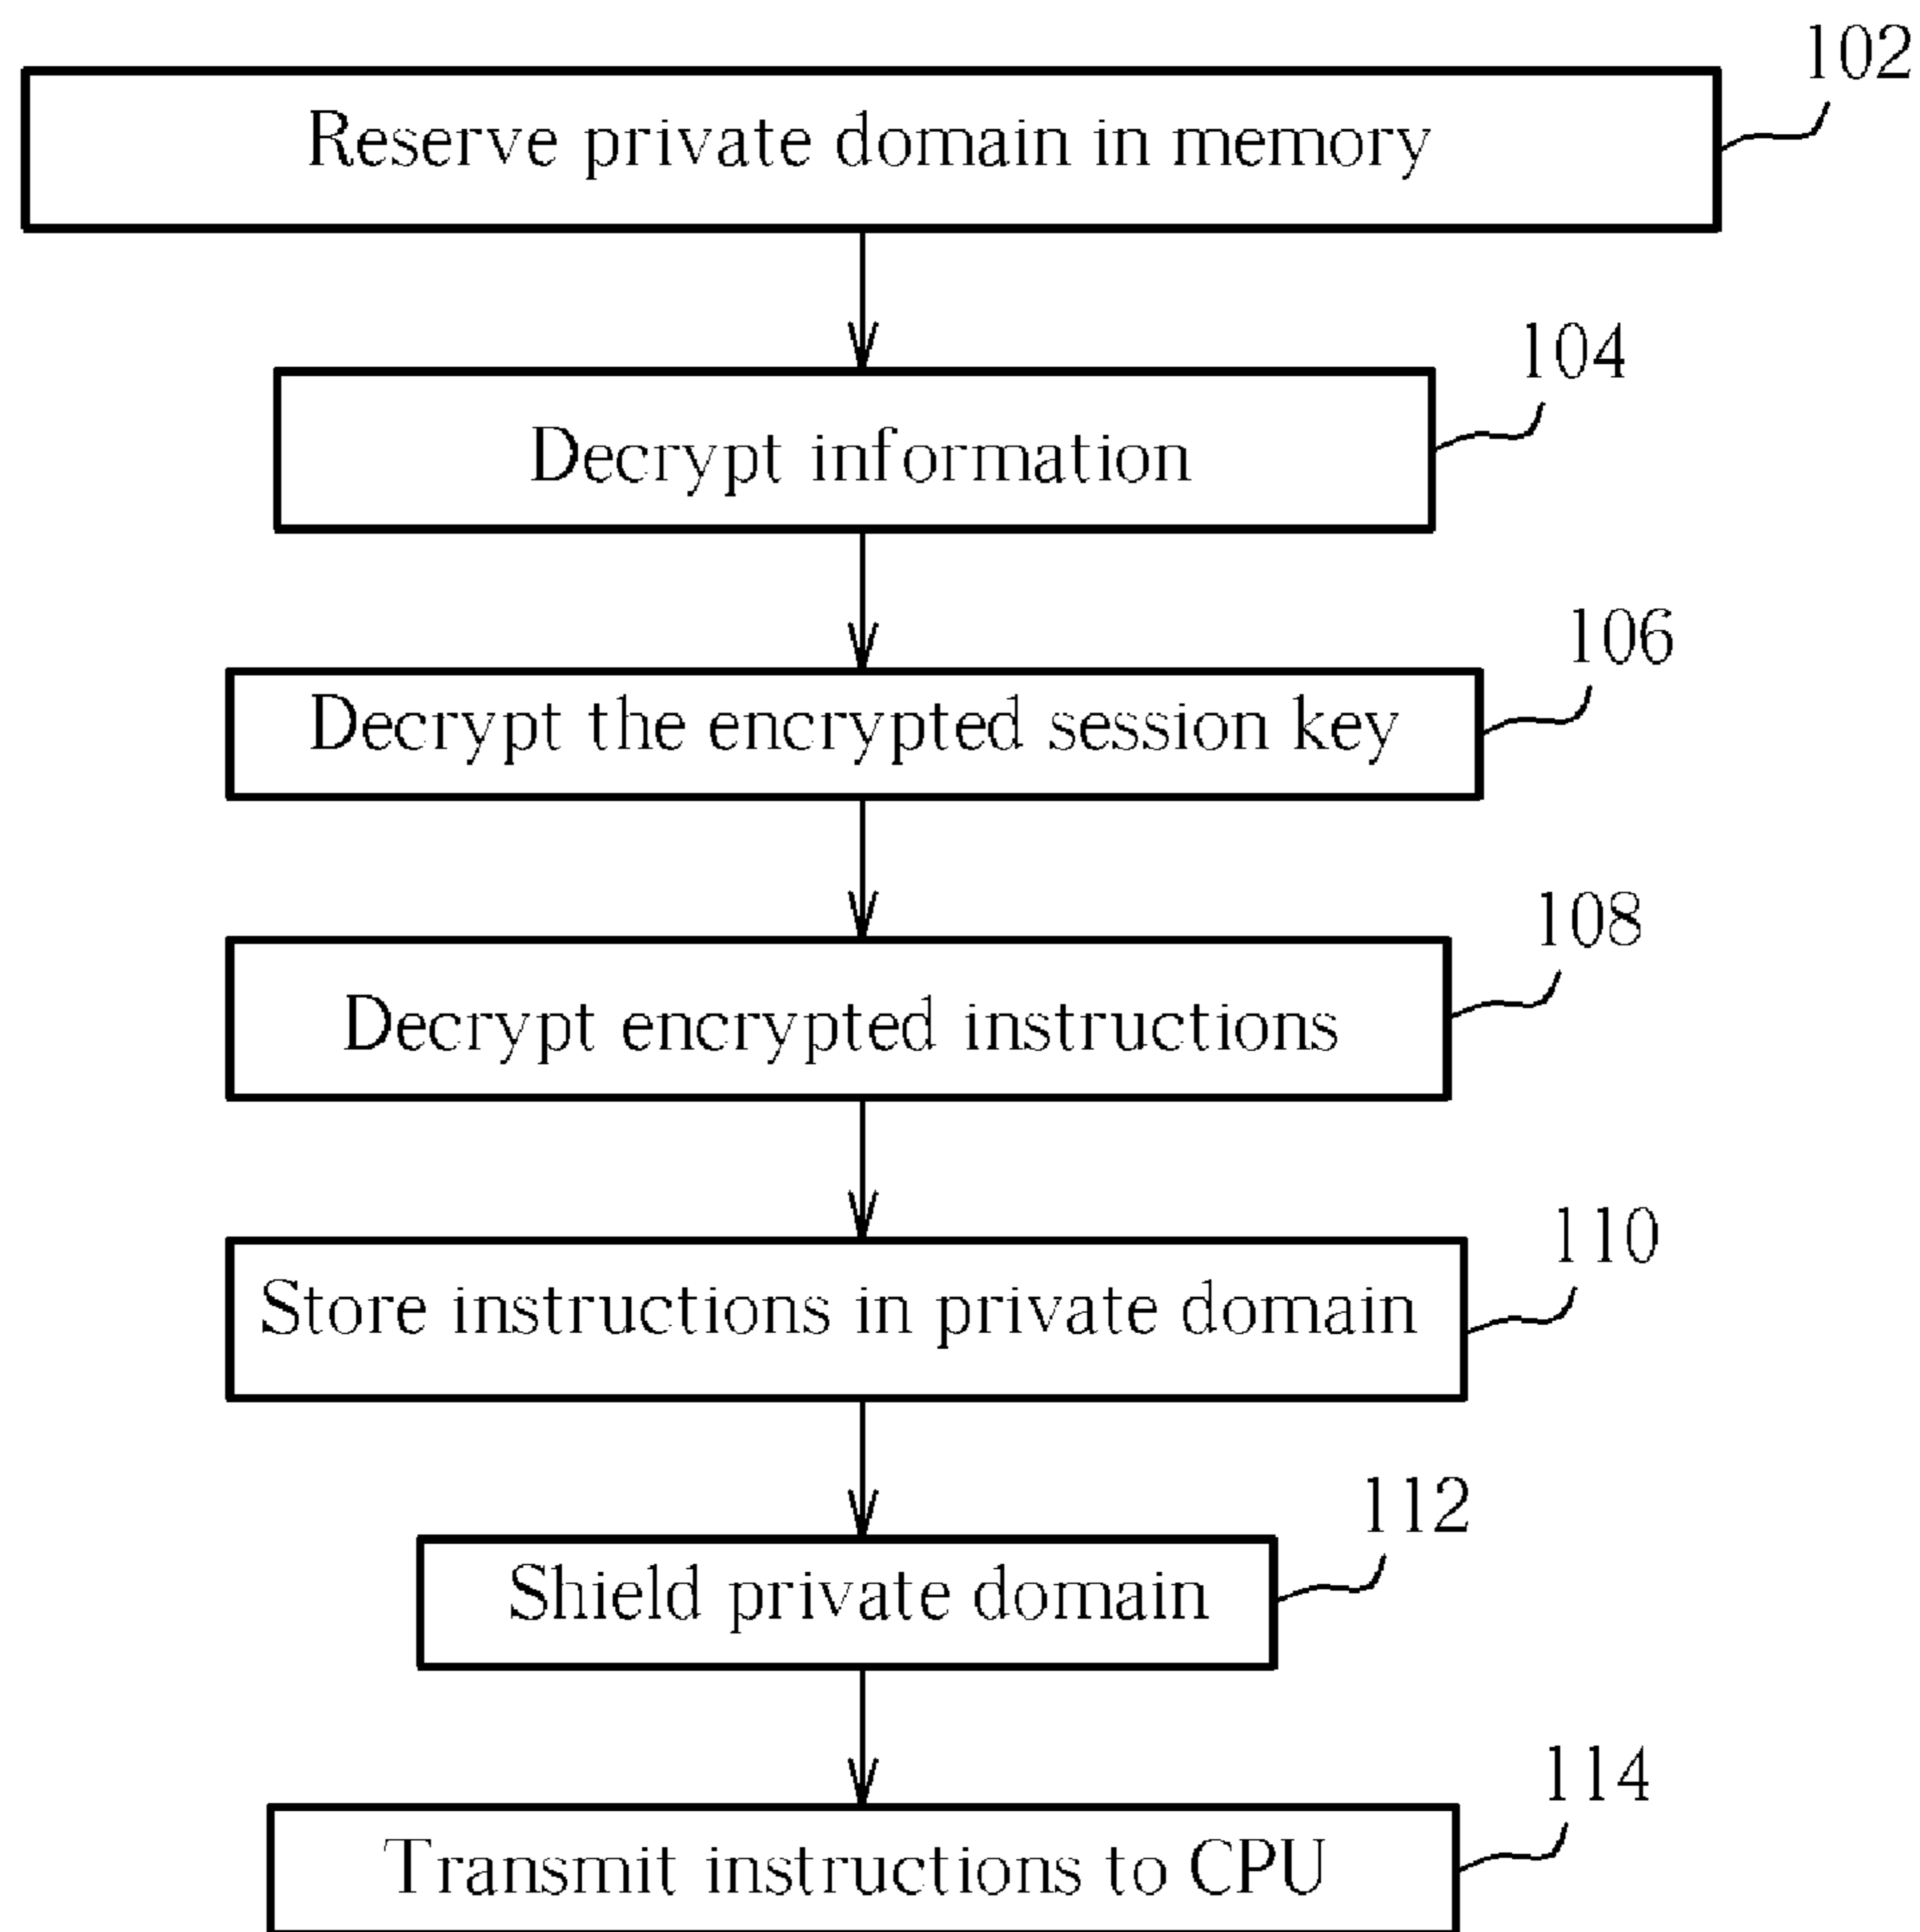 102
Reserve private domain in memory
104
Decrypt information
106
Decrypt the encrypted session key
108
Decrypt encrypted instructions
110
Store instructions in private domain
112
Shield private domain
114
Transmit instructions to CPU